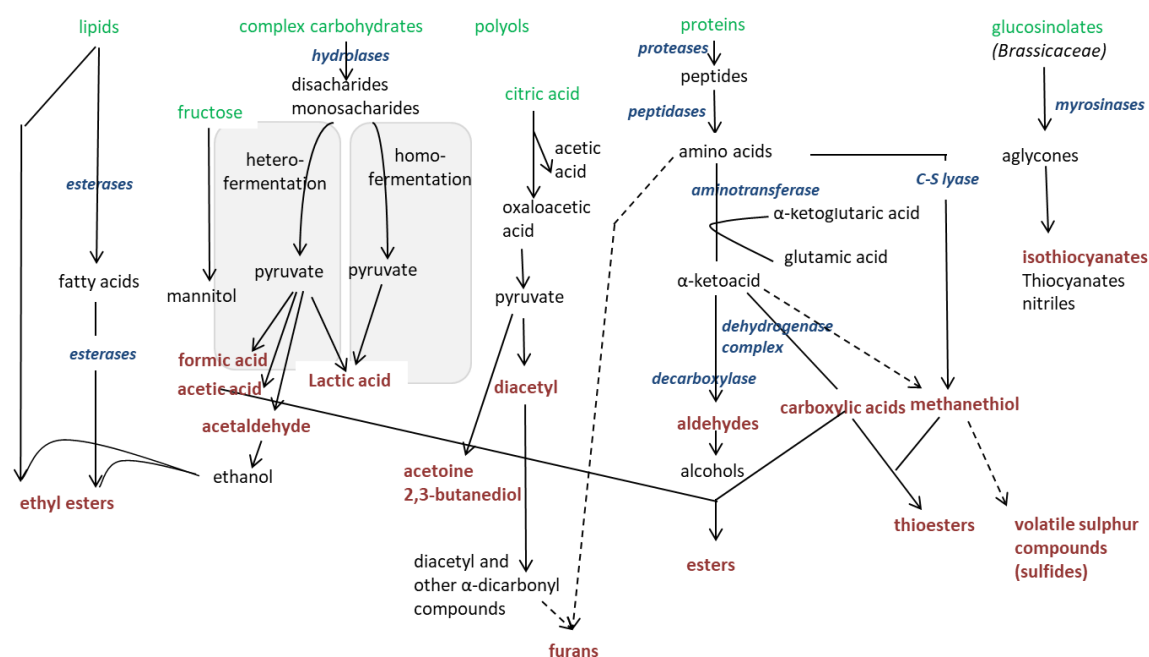 lipids
complex carbohydrates
polyols
proteins
glucosinolates
(Brassicaceae)
hydrolases
proteases
disacharides
monosacharides
peptides
citric acid
fructose
peptidases
myrosinases
hetero-
fermentation
homo-
fermentation
acetic
acid
amino acids
aglycones
esterases
aminotransferase
C-S lyase
oxaloacetic
acid
α-ketoglutaric acid
glutamic acid
isothiocyanates
Thiocyanates
nitriles
fatty acids
pyruvate
pyruvate
α-ketoacid
mannitol
pyruvate
esterases
dehydrogenase
complex
formic acid
acetic acid
Lactic acid
diacetyl
decarboxylase
acetaldehyde
aldehydes
carboxylic acids
methanethiol
ethanol
acetoine
2,3-butanediol
alcohols
ethyl esters
thioesters
volatile sulphur
compounds
(sulfides)
diacetyl and
other α-dicarbonyl
compounds
esters
furans